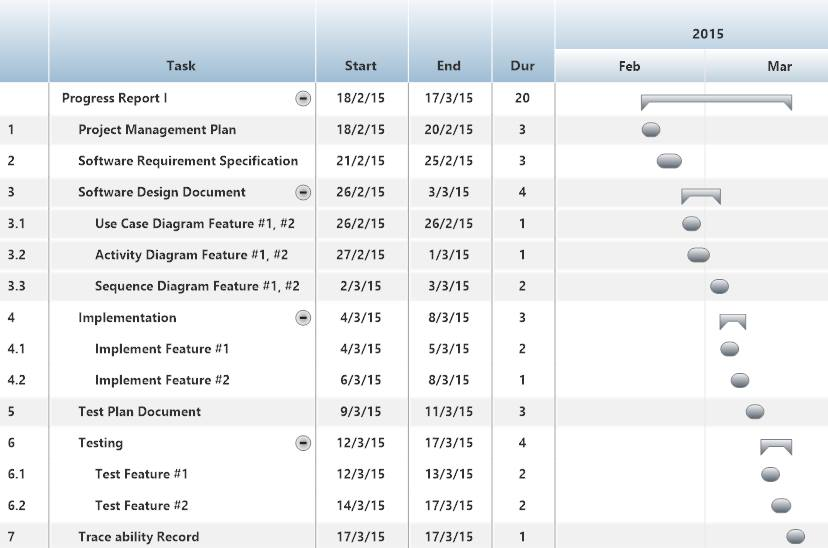 2015
Task Start End Dur Feb Mar
Progress Report I 18/2/15 17/3/15 20
1 Project Management Plan 18/2/15 20/2/15 3
2 Software Requirement Specification 21/2/15 25/2/15 3
3 Software Design Document 26/2/15 3/3/15 4
3.1 Use Case Diagram Feature #1, #2 26/2/15 26/2/15 1
3.2 Activity Diagram Feature #1, #2 27/2/15 1/3/15 1
3.3 Sequence Diagram Feature #1, #2 2/3/15 3/3/15 2
4 Implementation 4/3/15 8/3/15 3
4.1 Implement Feature #1 4/3/15 5/3/15 2
4.2 Implement Feature #2 6/3/15 8/3/15 1
5 Test Plan Document 9/3/15 11/3/15 3
6 Testing 12/3/15 17/3/15 4
6.1 Test Feature #1 12/3/15 13/3/15 2
6.2 Test Feature #2 14/3/15 17/3/15 2
7 Trace ability Record 17/3/15 17/3/15 1